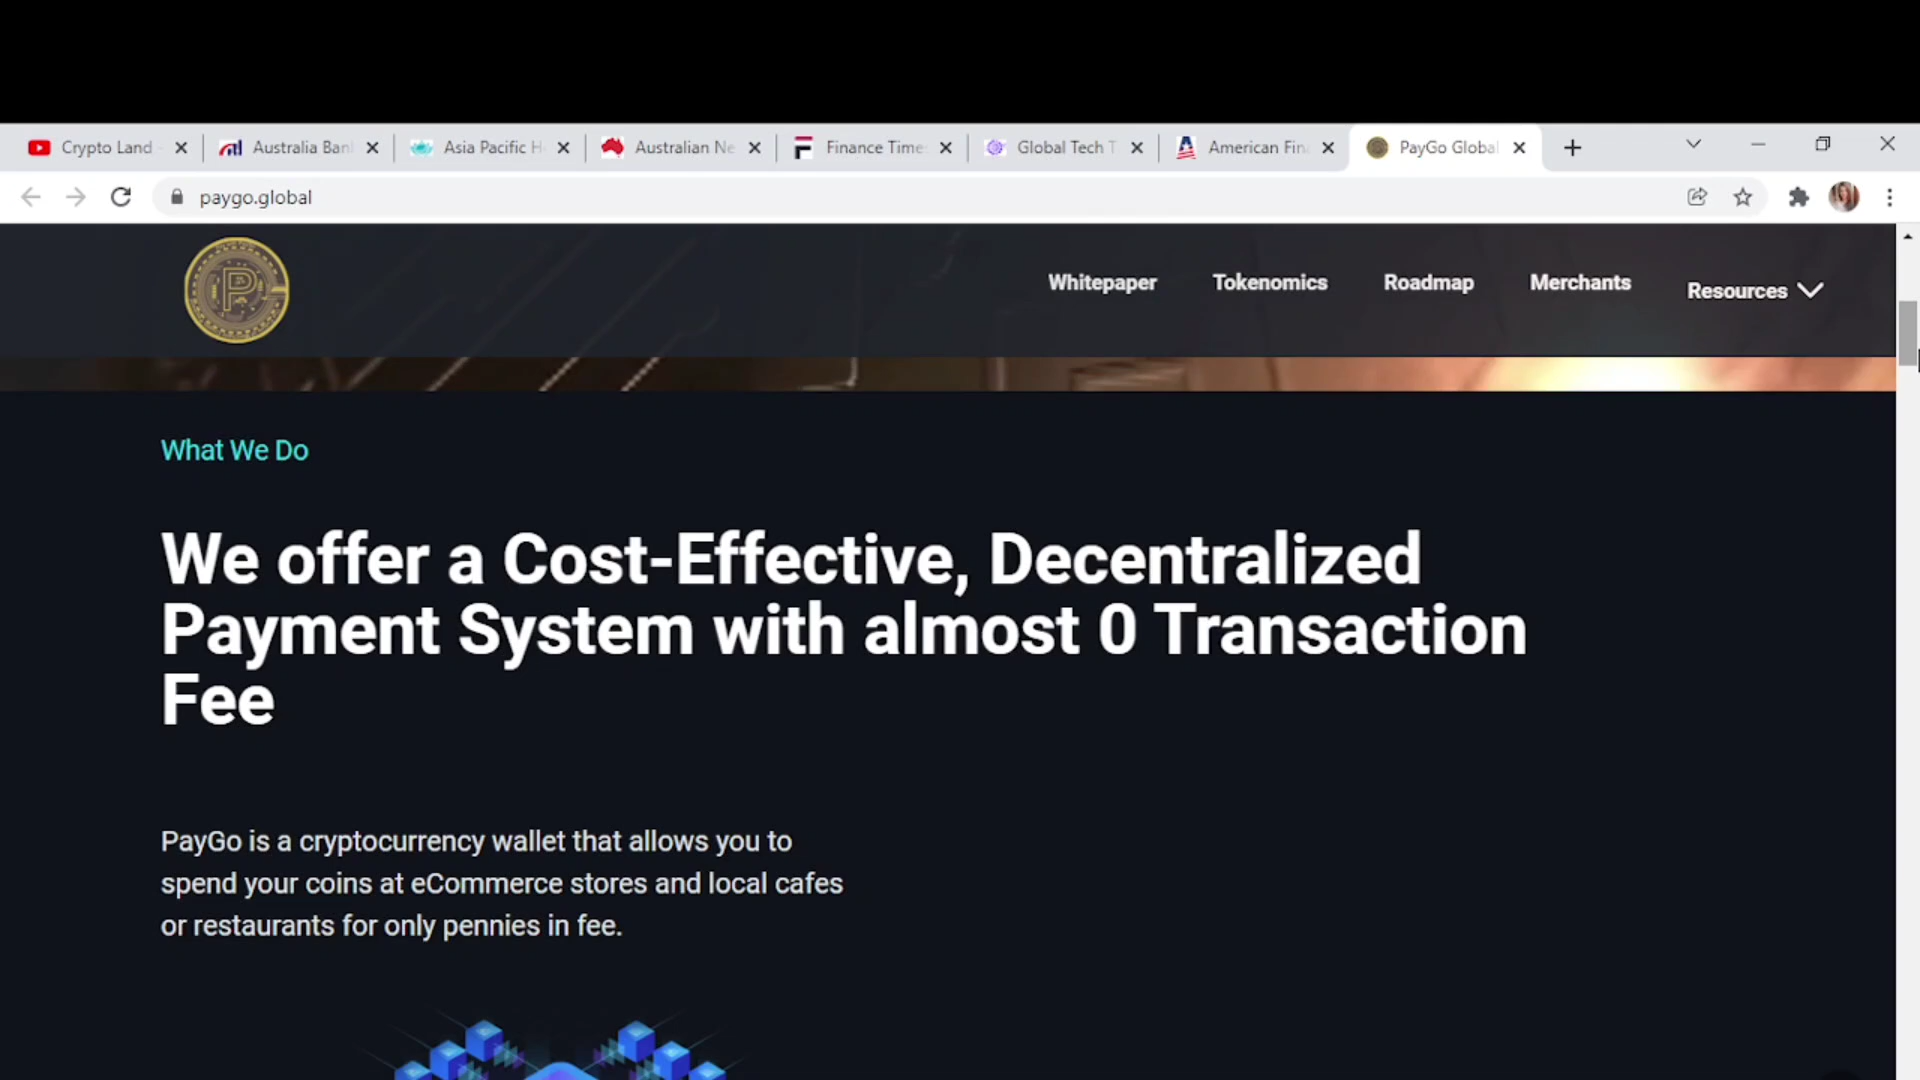 Crypto Land
Australia Ban
Asia Pacific H
Australian Ne
Finance Time
Global Tech T
American Fin
PayGo Global
paygo.global
P
Whitepaper
Tokenomics
Roadmap
Merchants
Resources
What We Do
We offer a Cost-Effective, Decentralized
Payment System with almost 0 Transaction
Fee
PayGo is a cryptocurrency wallet that allows you to
spend your coins at eCommerce stores and local cafes
or restaurants for only pennies in fee.